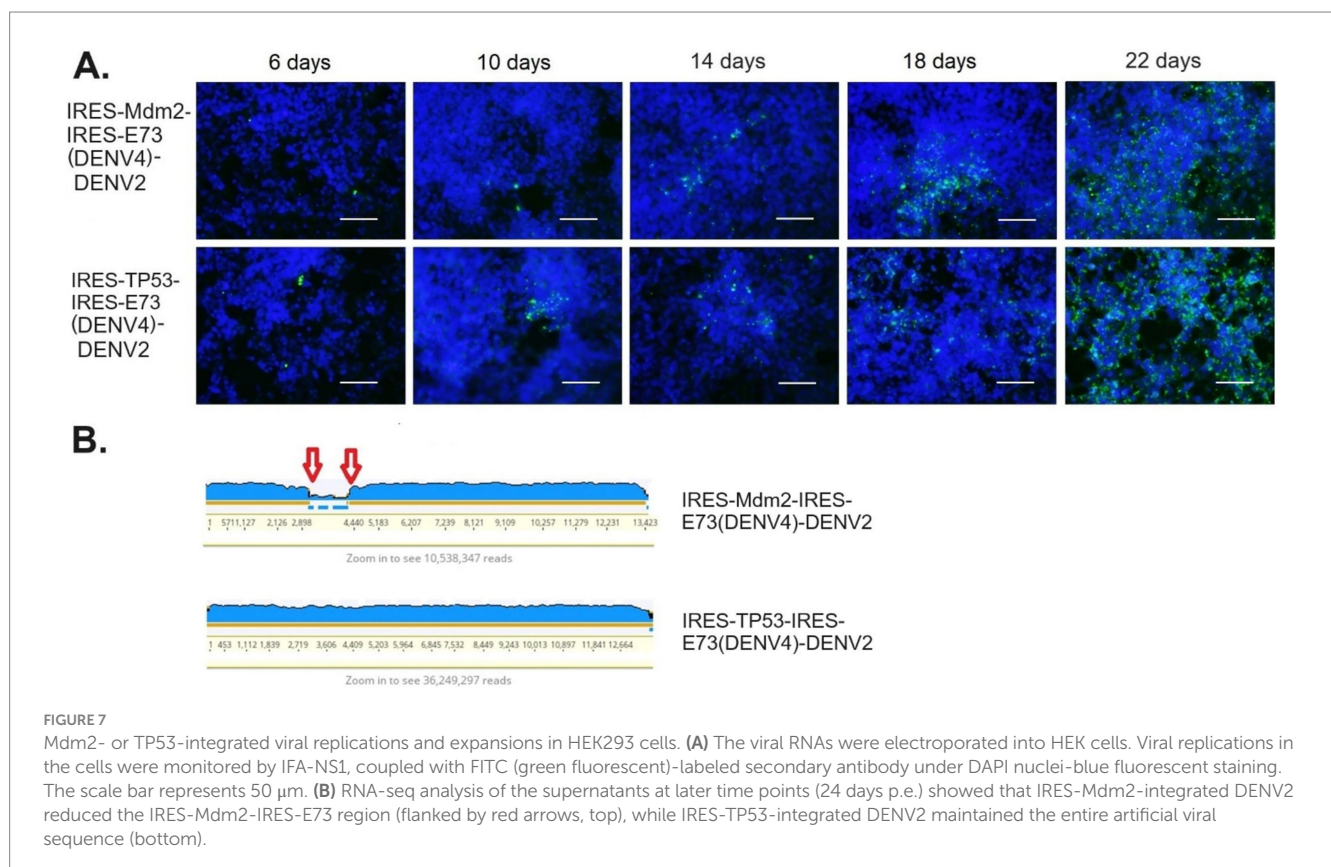 A.
6 days 10 days 14 days 18 days 22 days
IRES-Mdm2-
IRES-E73
(DENV4)-
DENV2
IRES-TP53-
IRES-E73
(DENV4)-
DENV2
B.
1 571 1,127 2,126 2,898 4,440 5,183 6,207 7,239 8,121 9,109 10,257 11,279 12,231 13,423
Zoom in to see 10,538,347 reads
IRES-Mdm2-IRES-
E73(DENV4)-DENV2
1 453 1,112 1,839 2,719 3,606 4,409 5,203 5,964 6,845 7,532 8,449 9,243 10,013 10,897 11,841 12,664
Zoom in to see 36,249,297 reads
IRES-TP53-IRES-
E73(DENV4)-DENV2
FIGURE 7
Mdm2- or TP53-integrated viral replications and expansions in HEK293 cells. (A) The viral RNAs were electroporated into HEK cells. Viral replications in
the cells were monitored by IFA-NS1, coupled with FITC (green fluorescent)-labeled secondary antibody under DAPI nuclei-blue fluorescent staining.
The scale bar represents 50 μm. (B) RNA-seq analysis of the supernatants at later time points (24 days p.e.) showed that IRES-Mdm2-integrated DENV2
reduced the IRES-Mdm2-IRES-E73 region (flanked by red arrows, top), while IRES-TP53-integrated DENV2 maintained the entire artificial viral
sequence (bottom).